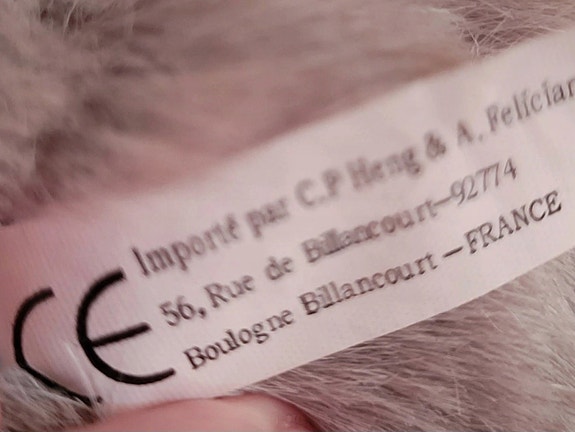 CE
Importé par C.P Heng & A. Felician
56, Rue de Billancourt-92774
Boulogne Billancourt - FRANCE